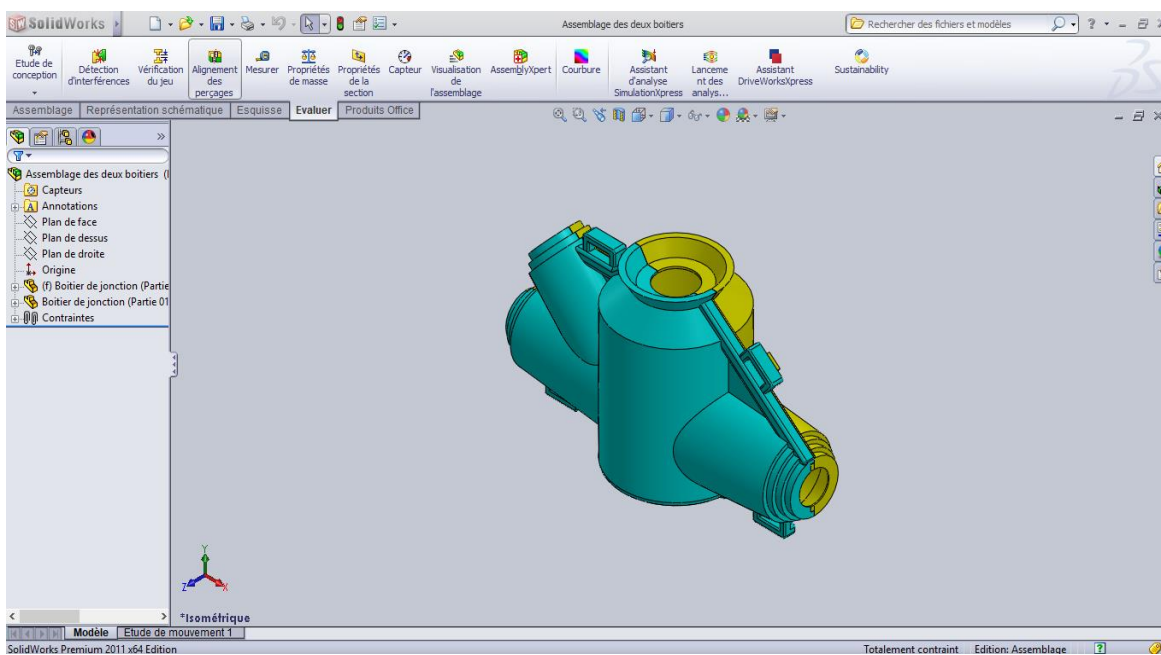 SolidWorks
Assemblage des deux boitiers
Rechercher des fichiers et modèles
?
Etude de
conception
Détection
d'interférences
Vérification
du jeu
Alignement
des
perçages
Mesurer
Propriétés
de masse
Propriétés
de la
section
Capteur
Visualisation
de
l'assemblage
AssemblyXpert
Courbure
Assistant
d'analyse
SimulationXpress
Lanceme
nt des
analys...
Assistant
DriveWorksXpress
Sustainability
Assemblage
Représentation schématique
Esquisse
Evaluer
Produits Office
Assemblage des deux boitiers (
Capteurs
Annotations
Plan de face
Plan de dessus
Plan de droite
Origine
(f) Boitier de jonction (Partie
Boitier de jonction (Partie 01
Contraintes
Y
Z
X
*Isométrique
Modèle
Etude de mouvement 1
SolidWorks Premium 2011 x64 Edition
Totalement contraint
Edition: Assemblage
?